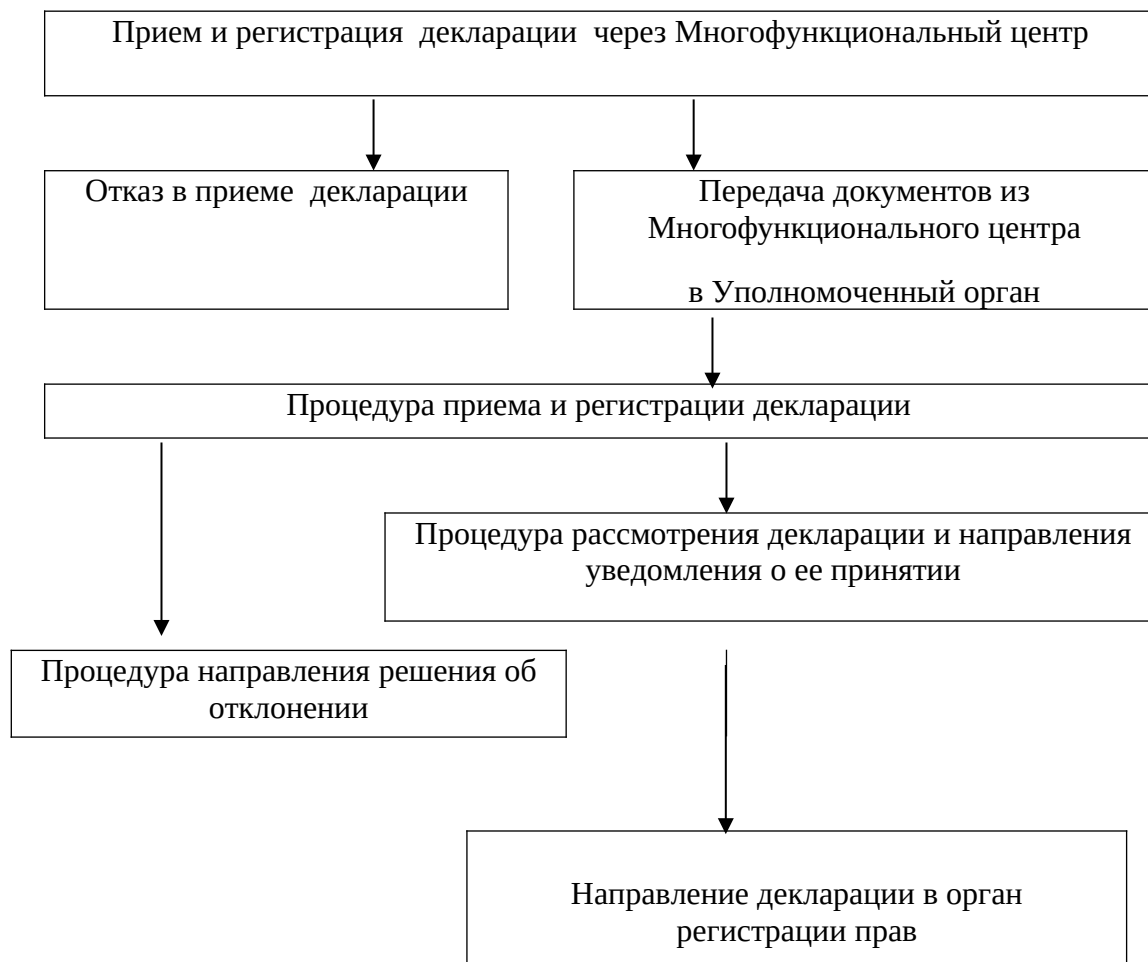 Прием и регистрация  декларации  через Многофункциональный центр
Отказ в приеме  декларации
Передача документов из
Многофункционального центра
в Уполномоченный орган
Процедура приема и регистрации декларации
Процедура рассмотрения декларации и направления
уведомления о ее принятии
Процедура направления решения об
отклонении
Направление декларации в орган
регистрации прав